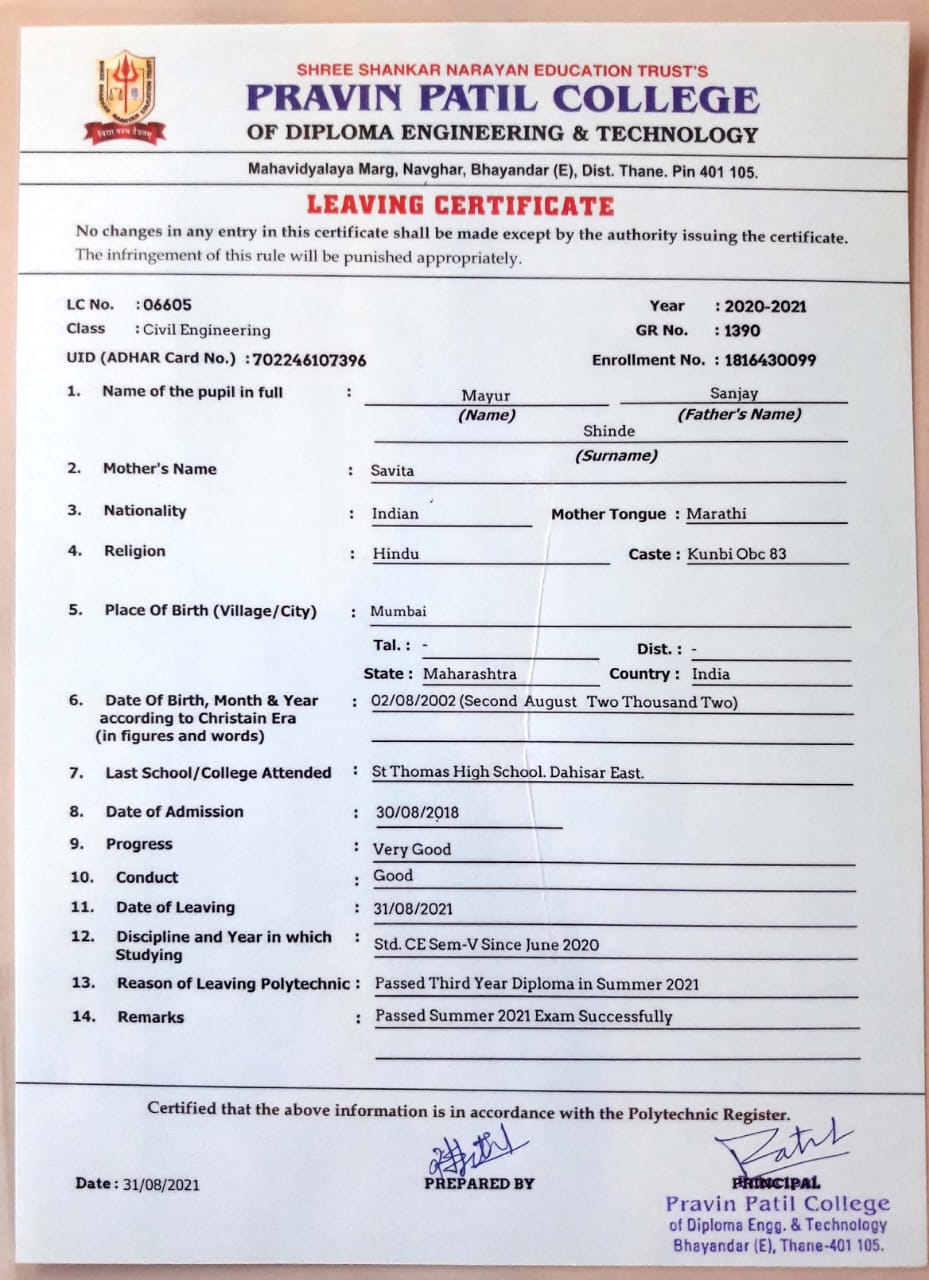 SHREE SHANKAR NARAYAN EDUCATION TRUST
विद्या परम दैवतम्
SHREE SHANKAR NARAYAN EDUCATION TRUST'S
PRAVIN PATIL COLLEGE
OF DIPLOMA ENGINEERING & TECHNOLOGY
Mahavidyalaya Marg, Navghar, Bhayandar (E), Dist. Thane. Pin 401 105.
LEAVING CERTIFICATE
No changes in any entry in this certificate shall be made except by the authority issuing the certificate.
The infringement of this rule will be punished appropriately.
LC No. : 06605 Year : 2020-2021
Class : Civil Engineering GR No. : 1390
UID (ADHAR Card No.) : 702246107396 Enrollment No. : 1816430099
1. Name of the pupil in full : Mayur Sanjay
(Name) (Father's Name)
Shinde
(Surname)
2. Mother's Name : Savita
3. Nationality : Indian Mother Tongue : Marathi
4. Religion : Hindu Caste : Kunbi Obc 83
5. Place Of Birth (Village/City) : Mumbai
Tal. : - Dist. : -
State : Maharashtra Country : India
6. Date Of Birth, Month & Year : 02/08/2002 (Second August Two Thousand Two)
according to Christain Era
(in figures and words)
7. Last School/College Attended : St Thomas High School. Dahisar East.
8. Date of Admission : 30/08/2018
9. Progress : Very Good
10. Conduct : Good
11. Date of Leaving : 31/08/2021
12. Discipline and Year in which : Std. CE Sem-V Since June 2020
Studying
13. Reason of Leaving Polytechnic : Passed Third Year Diploma in Summer 2021
14. Remarks : Passed Summer 2021 Exam Successfully
Certified that the above information is in accordance with the Polytechnic Register.
Patil
Date : 31/08/2021 PREPARED BY PRINCIPAL
Pravin Patil College
of Diploma Engg. & Technology
Bhayandar (E), Thane-401 105.